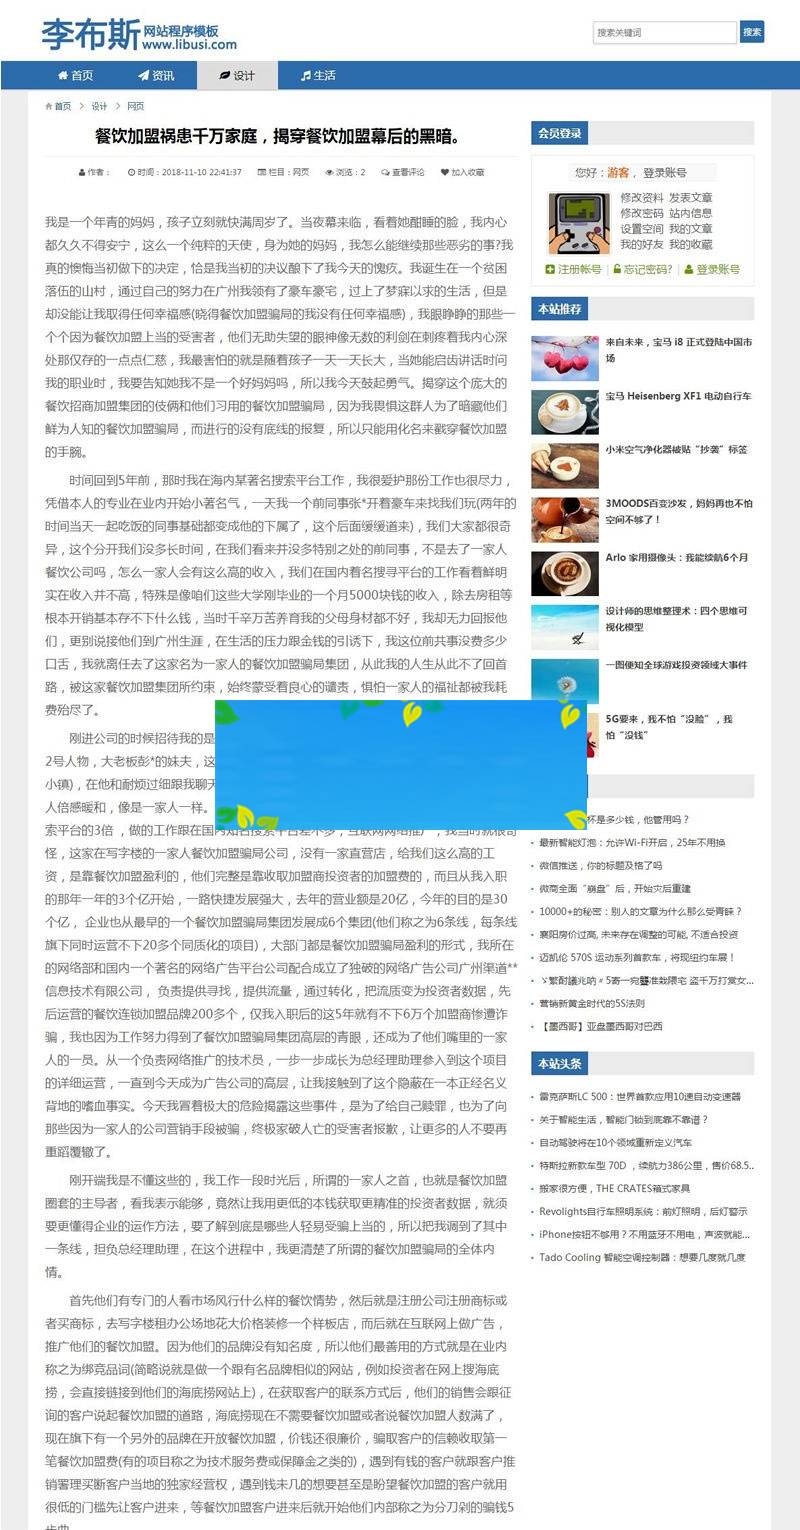 李布斯
网站程序模板
www.libusi.com
搜索关键词
搜索
首页
资讯
设计
生活
首页 > 设计 > 网页
餐饮加盟祸患千万家庭，揭穿餐饮加盟幕后的黑暗。
作者： 时间：2018-11-10 22:41:37 栏目：网页 浏览：2 查看评论 加入收藏
我是一个年青的妈妈，孩子立刻就快满周岁了。当夜幕来临，看着她酣睡的脸，我内心
都久久不得安宁，这么一个纯粹的天使，身为她的妈妈，我怎么能继续那些恶劣的事?我
真的懊悔当初做下的决定，恰是我当初的决议酿下了我今天的愧疚。我诞生在一个贫困
落伍的山村，通过自己的努力在广州我领有了豪车豪宅，过上了梦寐以求的生活，但是
却没能让我取得任何幸福感(晓得餐饮加盟骗局的我没有任何幸福感)，我眼睁睁的那些一
个个因为餐饮加盟上当的受害者，他们无助失望的眼神像无数的利剑在刺疼着我内心深
处那仅存的一点点仁慈，我最害怕的就是随着孩子一天一天长大，当她能启齿讲话时问
我的职业时，我要告知她我不是一个好妈妈吗，所以我今天鼓起勇气。揭穿这个庞大的
餐饮招商加盟集团的伎俩和他们习用的餐饮加盟骗局，因为我畏惧这群人为了暗藏他们
鲜为人知的餐饮加盟骗局，而进行的没有底线的报复，所以只能用化名来戳穿餐饮加盟
的手腕。
时间回到5年前，那时我在海内某著名搜索平台工作，我很爱护那份工作也很尽力，
凭借本人的专业在业内开始小著名气，一天我一个前同事张*开着豪车来找我们玩(两年的
时间当天一起吃饭的同事基础都变成他的下属了，这个后面缓缓道来)，我们大家都很奇
异，这个分开我们没多长时间，在我们看来并没多特别之处的前同事，不是去了一家人
餐饮公司吗，怎么一家人会有这么高的收入，我们在国内着名搜寻平台的工作看着鲜明
实在收入并不高，特殊是像咱们这些大学刚毕业的一个月5000块钱的收入，除去房租等
根本开销基本存不下什么钱，当时千辛万苦养育我的父母身材都不好，我却无力回报他
们，更别说接他们到广州生涯，在生活的压力跟金钱的引诱下，我这位前共事没费多少
口舌，我就离任去了这家名为一家人的餐饮加盟骗局集团，从此我的人生从此不了回首
路，被这家餐饮加盟集团所约束，始终蒙受着良心的谴责，惧怕一家人的福祉都被我耗
费殆尽了。
刚进公司的时候招待我的是
2号人物，大老板彭*的妹夫，这
小镇)，在他和耐烦过细跟我聊天
人倍感暖和，像是一家人一样。
索平台的3倍 ，做的工作跟在国内知名搜索平台差不多，互联网网络推广，我当时就很奇
怪，这家在写字楼的一家人餐饮加盟骗局公司，没有一家直营店，给我们这么高的工
资，是靠餐饮加盟盈利的，他们完整是靠收取加盟商投资者的加盟费的，而且从我入职
的那年一年的3个亿开始，一路快捷发展强大，去年的营业额是20亿，今年的目的是30
个亿， 企业也从最早的一个餐饮加盟骗局集团发展成6个集团(他们称之为6条线，每条线
旗下同时运营不下20多个同质化的项目)，大部门都是餐饮加盟骗局盈利的形式，我所在
的网络部和国内一个著名的网络广告平台公司配合成立了独破的网络广告公司广州渠道**
信息技术有限公司， 负责提供寻找，提供流量，通过转化，把流质变为投资者数据，先
后运营的餐饮连锁加盟品牌200多个，仅我入职后的这5年就有不下6万个加盟商惨遭诈
骗，我也因为工作努力得到了餐饮加盟骗局集团高层的青眼，还成为了他们嘴里的一家
人的一员。从一个负责网络推广的技术员，一步一步成长为总经理助理参入到这个项目
的详细运营，一直到今天成为广告公司的高层，让我接触到了这个隐蔽在一本正经名义
背地的嗜血事实。今天我冒着极大的危险揭露这些事件，是为了给自己赎罪，也为了向
那些因为一家人的公司营销手段被骗，终极家破人亡的受害者报歉，让更多的人不要再
重蹈覆辙了。
刚开端我是不懂这些的，我工作一段时光后，所谓的一家人之首，也就是餐饮加盟
圈套的主导者，看我表示能够，竟然让我用更低的本钱获取更精准的投资者数据，就须
要更懂得企业的运作方法，要了解到底是哪些人轻易受骗上当的，所以把我调到了其中
一条线，担负总经理助理，在这个进程中，我更清楚了所谓的餐饮加盟骗局的全体内
情。
首先他们有专门的人看市场风行什么样的餐饮情势，然后就是注册公司注册商标或
者买商标，去写字楼租办公场地花大价格装修一个样板店，而后就在互联网上做广告，
推广他们的餐饮加盟。因为他们的品牌没有知名度，所以他们最善用的方式就是在业内
称之为绑竞品词(简略说就是做一个跟有名品牌相似的网站，例如投资者在网上搜海底
捞，会直接链接到他们的海底捞网站上)，在获取客户的联系方式后，他们的销售会跟征
询的客户说起餐饮加盟的道路，海底捞现在不需要餐饮加盟或者说餐饮加盟人数满了，
现在旗下有一个另外的品牌在开放餐饮加盟，价钱还很廉价，骗取客户的信赖收取第一
笔餐饮加盟费(有的项目称之为技术服务费或保障金之类的)，遇到有钱的客户就跟客户推
销署理买断客户当地的独家经营权，遇到钱未几的想要甚至是盼望餐饮加盟的客户就用
很低的门槛先让客户进来，等餐饮加盟客户进来后就开始他们内部称之为分刀剁的骗钱5
会员登录
您好：游客， 登录账号
修改资料 发表文章
修改密码 站内信息
设置空间 我的文章
我的好友 我的收藏
注册帐号 | 忘记密码? | 登录账号
本站推荐
来自未来，宝马 i8 正式登陆中国市
场
宝马 Heisenberg XF1 电动自行车
小米空气净化器被贴“抄袭”标签
3MOODS百变沙发，妈妈再也不怕
空间不够了！
Arlo 家用摄像头：我能续航6个月
设计师的思维整理术：四个思维可
视化模型
一图便知全球游戏投资领域大事件
5G要来，我不怕“没脸”，我
怕“没钱”
杯是多少钱，他管用吗？
最新智能灯泡：允许Wi-Fi开启，25年不用换
微信推送，你的标题及格了吗
微商全面“崩盘”后，开始灾后重建
10000+的秘密：别人的文章为什么那么受青睐？
襄阳房价过高, 未来存在调整的可能, 不适合投资
迈凯伦 570S 运动系列首款车，将现纽约车展！
营销新黄金时代的5S法则
【墨西哥】亚盘墨西哥对巴西
本站头条
雷克萨斯LC 500：世界首款应用10速自动变速器
关于智能生活，智能门锁到底靠不靠谱？
自动驾驶将在10个领域重新定义汽车
特斯拉新款车型 70D ，续航力386公里，售价68.5..
搬家很方便，THE CRATES箱式家具
Revolights自行车照明系统：前灯照明，后灯警示
iPhone按钮不够用？不用蓝牙不用电，声波就能...
Tado Cooling 智能空调控制器：想要几度就几度